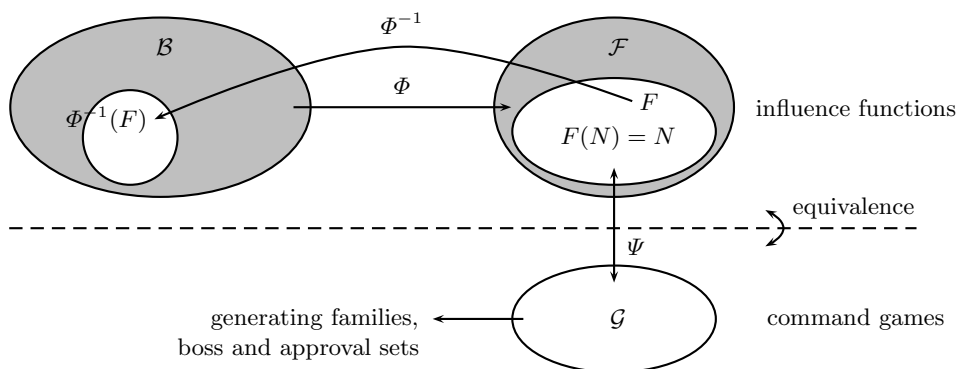 Φ⁻¹
ℬ
ℱ
Φ
Φ⁻¹(F)
F
influence functions
F(N) = N
equivalence
Ψ
generating families,
boss and approval sets
𝒢
command games